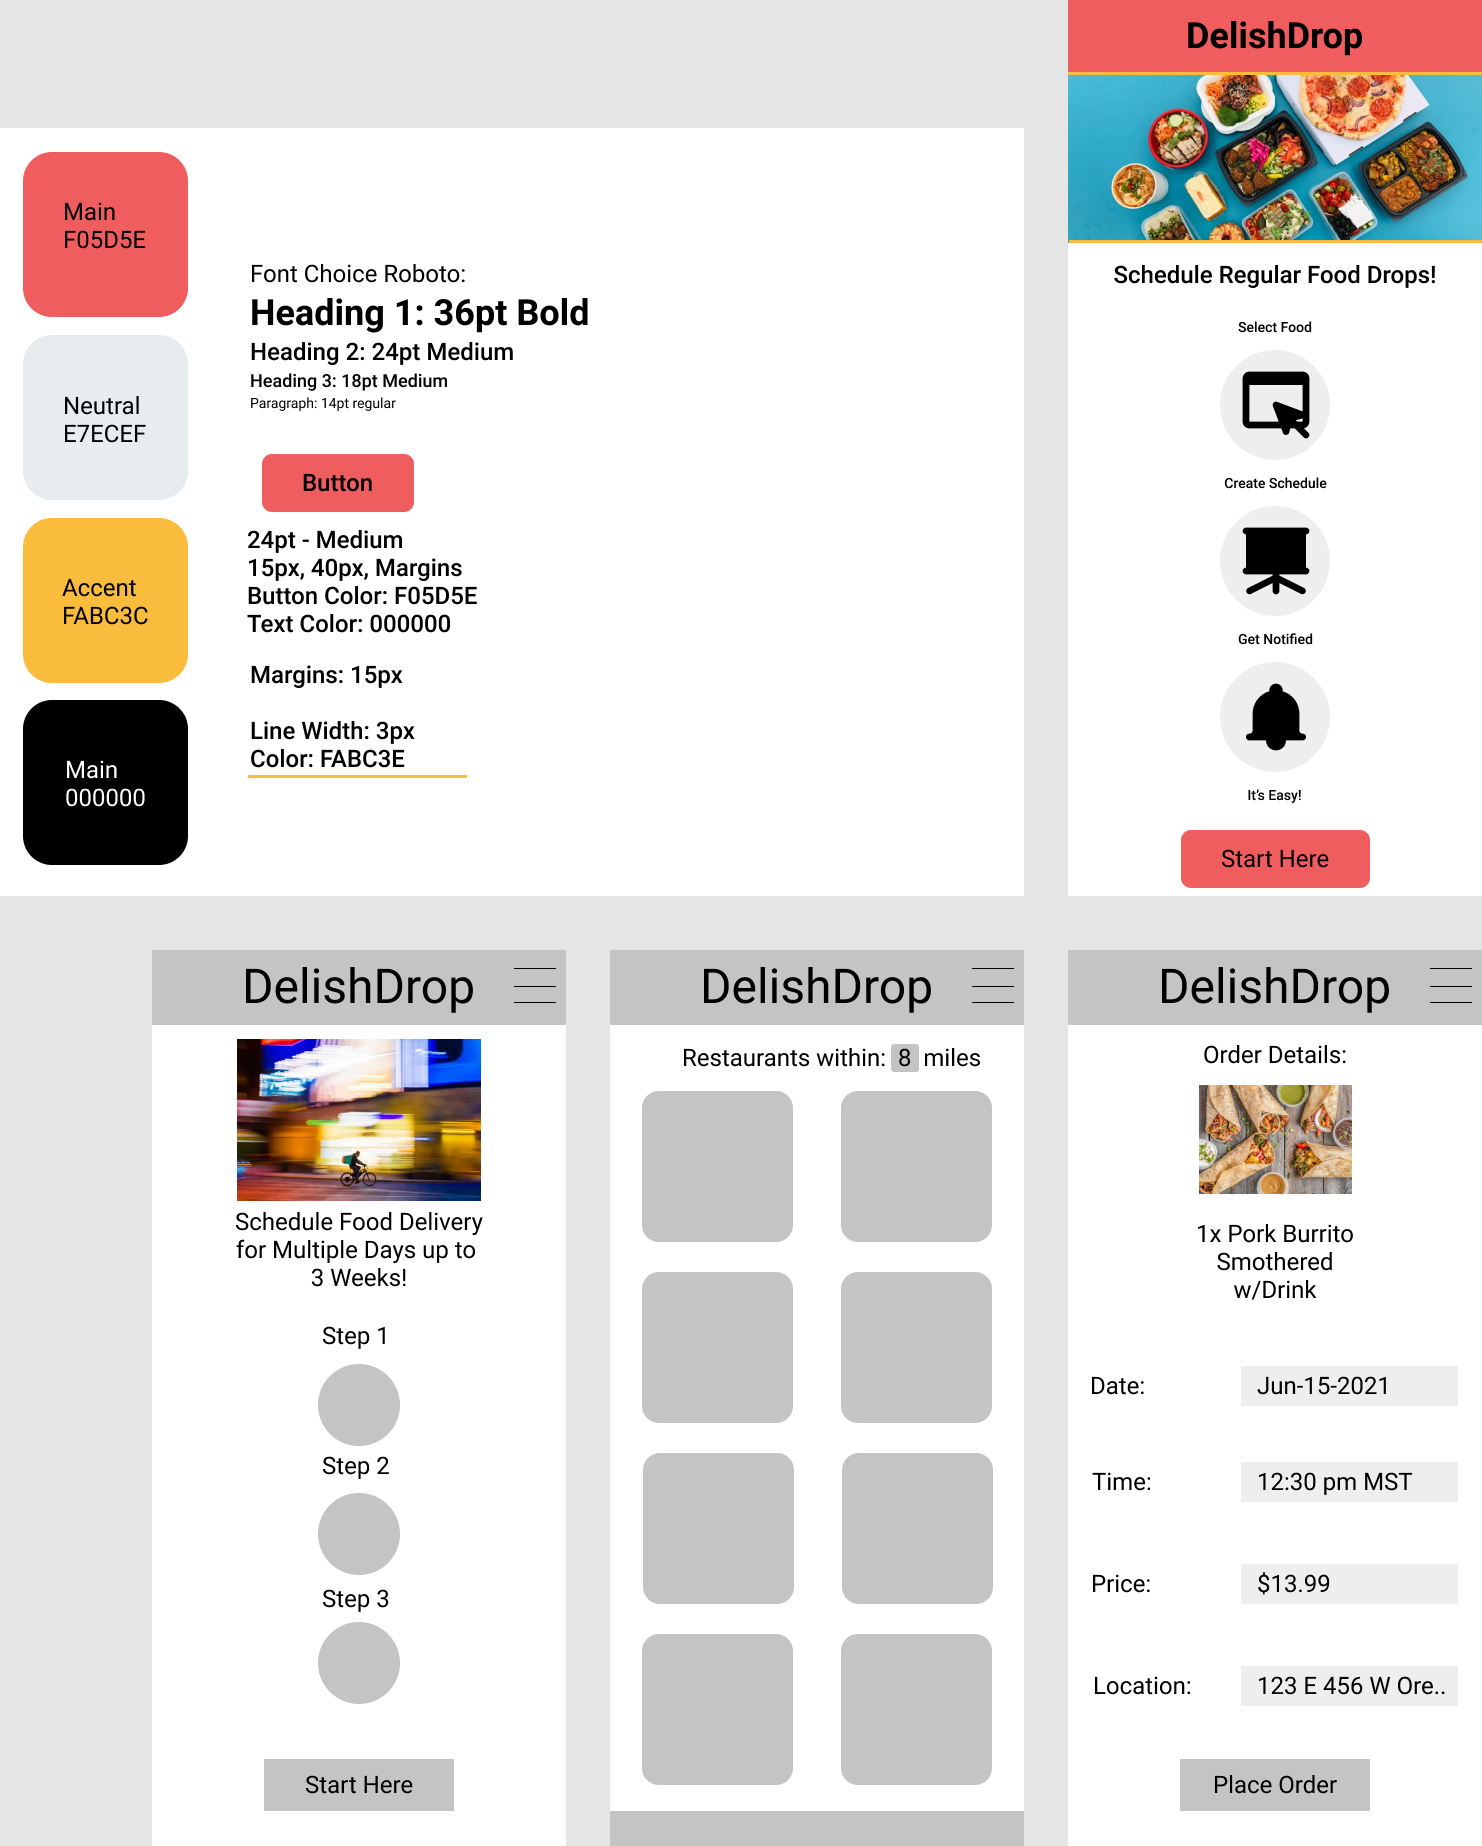 Main
F05D5E
Neutral
E7ECEF
Accent
FABC3C
Main
000000
Font Choice Roboto:
Heading 1: 36pt Bold
Heading 2: 24pt Medium
Heading 3: 18pt Medium
Paragraph: 14pt regular
Button
24pt - Medium
15px, 40px, Margins
Button Color: F05D5E
Text Color: 000000
Margins: 15px
Line Width: 3px
Color: FABC3E
DelishDrop
Schedule Regular Food Drops!
Select Food
Create Schedule
Get Notified
It's Easy!
Start Here
DelishDrop
Schedule Food Delivery
for Multiple Days up to
3 Weeks!
Step 1
Step 2
Step 3
Start Here
DelishDrop
Restaurants within: 8 miles
DelishDrop
Order Details:
1x Pork Burrito
Smothered
w/Drink
Date: Jun-15-2021
Time: 12:30 pm MST
Price: $13.99
Location: 123 E 456 W Ore..
Place Order